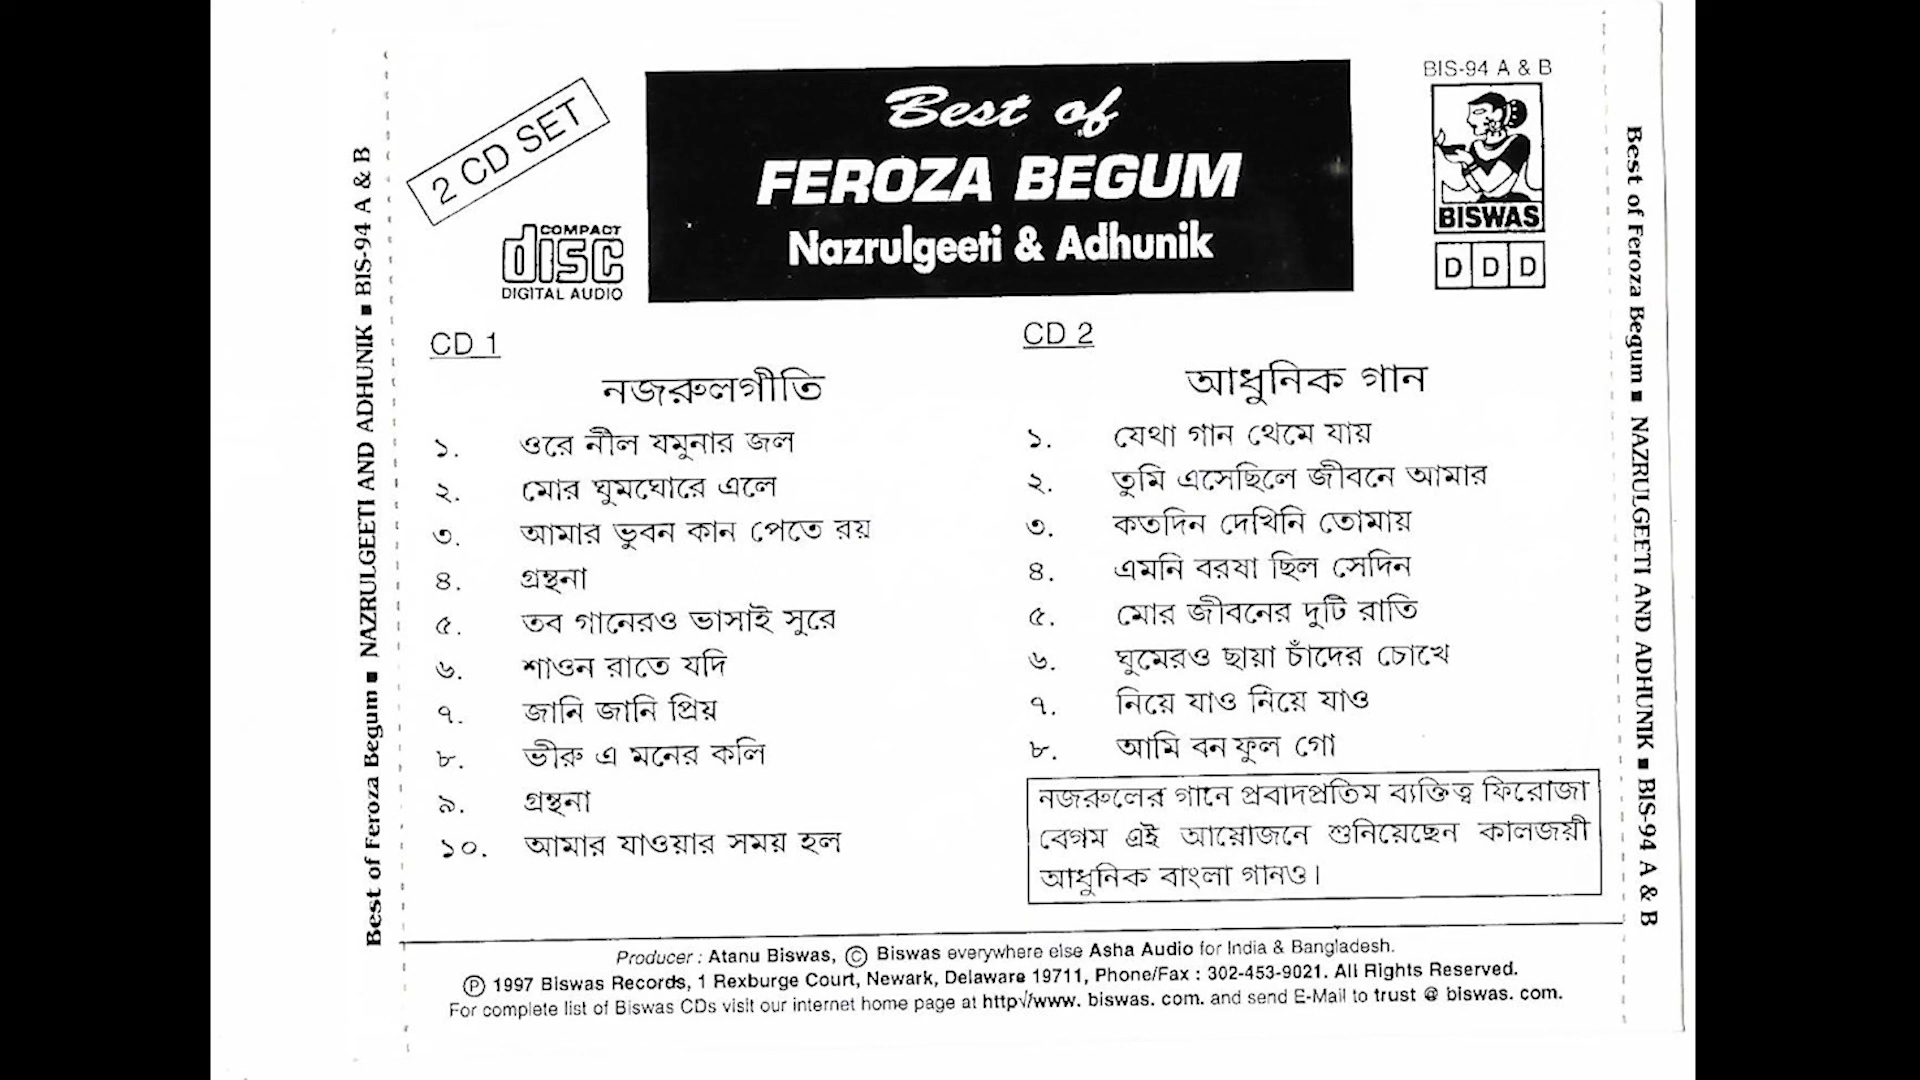 2 CD SET
COMPACT
disc
DIGITAL AUDIO
Best of
FEROZA BEGUM
Nazrulgeeti & Adhunik
BIS-94 A & B
BISWAS
D D D
Best of Feroza Begum ■ NAZRULGEETI AND ADHUNIK ■ BIS-94 A & B
CD 1
নজরুলগীতি
১. ওরে নীল যমুনার জল
২. মোর ঘুমঘোরে এলে
৩. আমার ভুবন কান পেতে রয়
৪. গ্রন্থনা
৫. তব গানেরও ভাসাই সুরে
৬. শাওন রাতে যদি
৭. জানি জানি প্রিয়
৮. ভীরু এ মনের কলি
৯. গ্রন্থনা
১০. আমার যাওয়ার সময় হল
CD 2
আধুনিক গান
১. যেথা গান থেমে যায়
২. তুমি এসেছিলে জীবনে আমার
৩. কতদিন দেখিনি তোমায়
৪. এমনি বরষা ছিল সেদিন
৫. মোর জীবনের দুটি রাতি
৬. ঘুমেরও ছায়া চাঁদের চোখে
৭. নিয়ে যাও নিয়ে যাও
৮. আমি বন ফুল গো
নজরুলের গানে প্রবাদপ্রতিম ব্যক্তিত্ব ফিরোজা
বেগম এই আয়োজনে শুনিয়েছেন কালজয়ী
আধুনিক বাংলা গানও।
Best of Feroza Begum ■ NAZRULGEETI AND ADHUNIK ■ BIS-94 A & B
Producer : Atanu Biswas, © Biswas everywhere else Asha Audio for India & Bangladesh.
℗ 1997 Biswas Records, 1 Rexburge Court, Newark, Delaware 19711, Phone/Fax : 302-453-9021. All Rights Reserved.
For complete list of Biswas CDs visit our internet home page at http\//www. biswas. com. and send E-Mail to trust @ biswas. com.